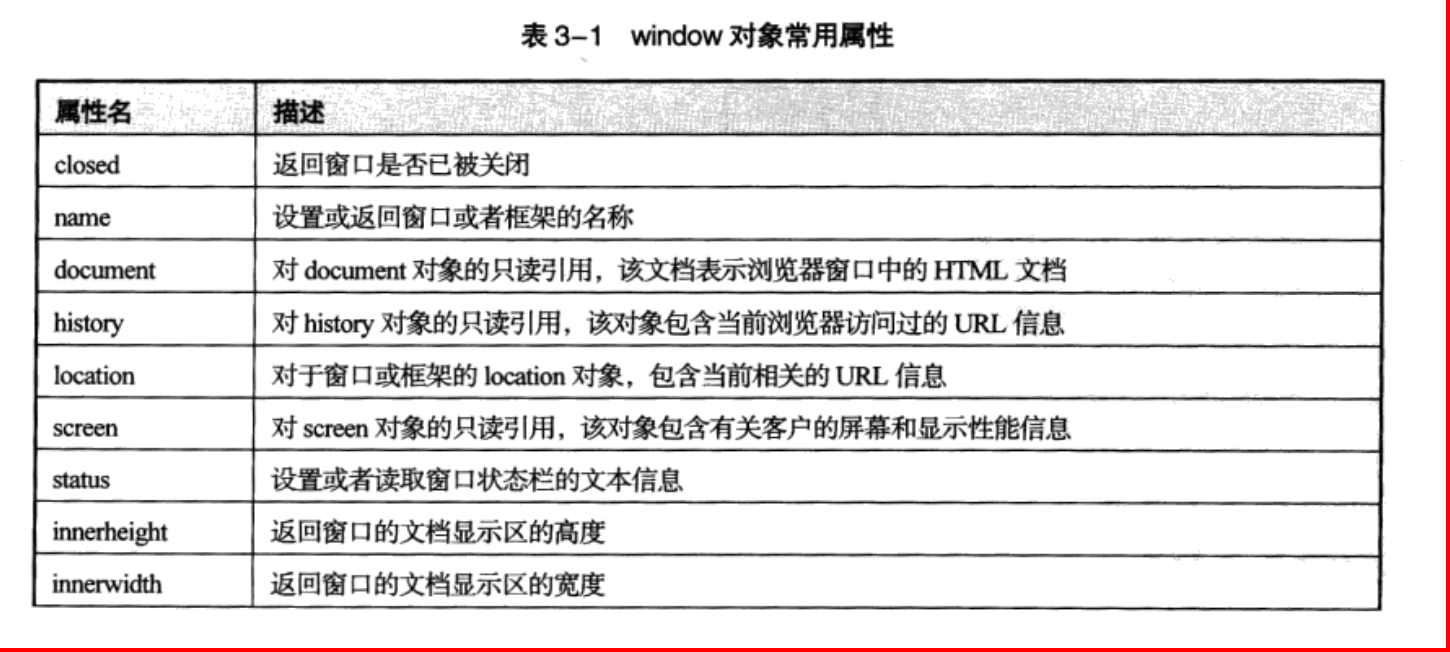 表 3-1 window 对象常用属性
属性名 描述
closed 返回窗口是否已被关闭
name 设置或返回窗口或者框架的名称
document 对 document 对象的只读引用，该文档表示浏览器窗口中的 HTML 文档
history 对 history 对象的只读引用，该对象包含当前浏览器访问过的 URL 信息
location 对于窗口或框架的 location 对象，包含当前相关的 URL 信息
screen 对 screen 对象的只读引用，该对象包含有关客户的屏幕和显示性能信息
status 设置或者读取窗口状态栏的文本信息
innerheight 返回窗口的文档显示区的高度
innerwidth 返回窗口的文档显示区的宽度